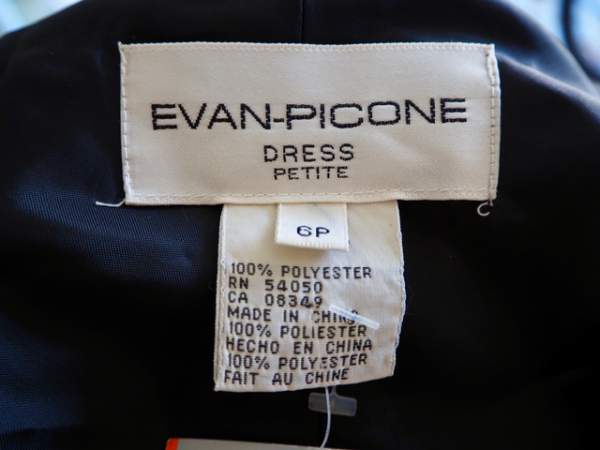 EVAN-PICONE
DRESS
PETITE
6P
100% POLYESTER
RN 54050
CA 08349
MADE IN CHINA
100% POLIESTER
HECHO EN CHINA
100% POLYESTER
FAIT AU CHINE